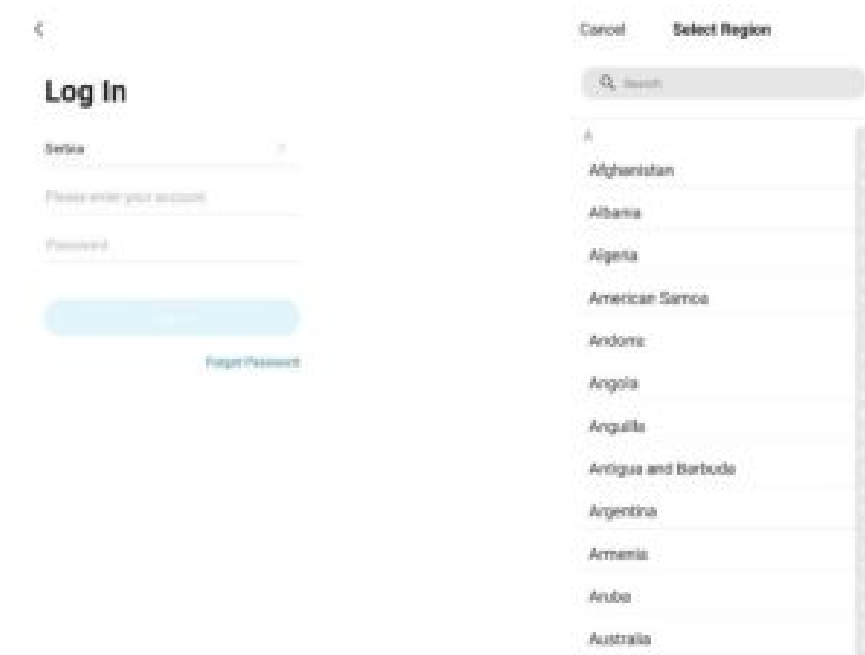 Log In
Serbia
Please enter your account
Password
Forgot Password
Cancel
Select Region
Search
A
Afghanistan
Albania
Algeria
American Samoa
Andorra
Angola
Anguilla
Antigua and Barbuda
Argentina
Armenia
Aruba
Australia